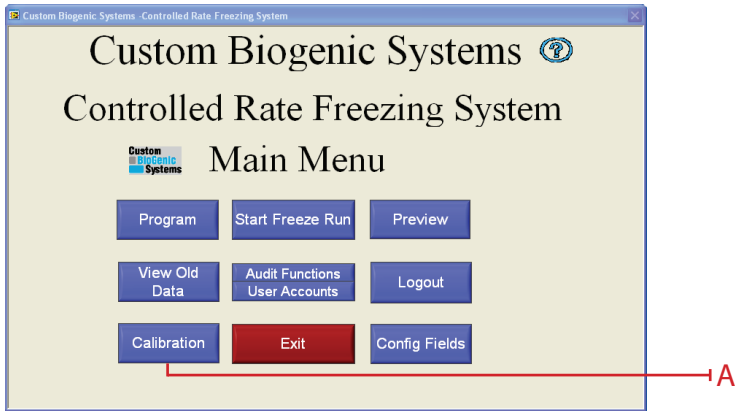 Custom Biogenic Systems -Controlled Rate Freezing System
Custom Biogenic Systems ?
Controlled Rate Freezing System
Custom
BioGenic
Systems
Main Menu
Program
Start Freeze Run
Preview
View Old
Data
Audit Functions
User Accounts
Logout
Calibration
Exit
Config Fields
A